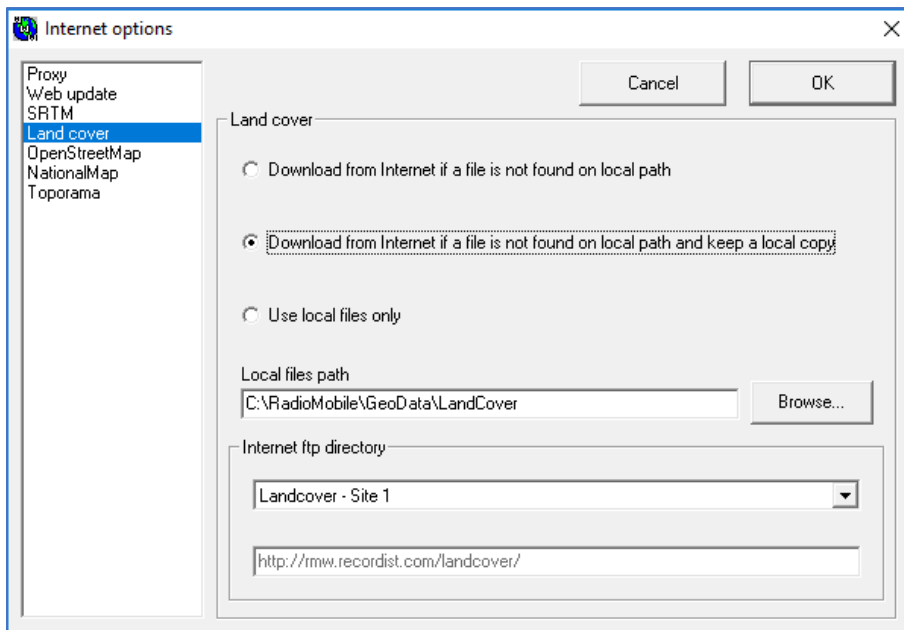 Internet options
Proxy
Web update
SRTM
Land cover
OpenStreetMap
NationalMap
Toporama
Cancel
OK
Land cover
Download from Internet if a file is not found on local path
Download from Internet if a file is not found on local path and keep a local copy
Use local files only
Local files path
C:\RadioMobile\GeoData\LandCover
Browse...
Internet ftp directory
Landcover - Site 1
http://rmw.recordist.com/landcover/